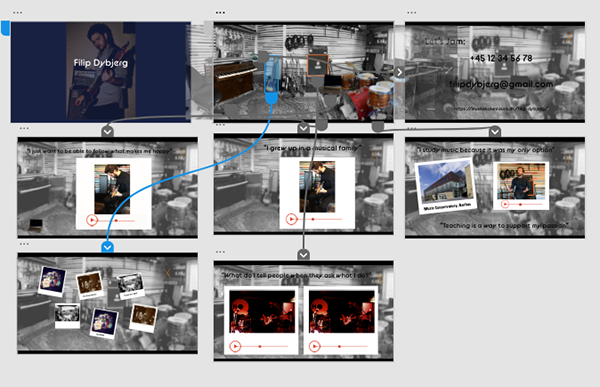 Filip Dybjerg
Let's Jam:
+45 12 34 56 78
filipdybjerg@gmail.com
"I just want to be able to follow what makes me happy"
"I grew up in a musical family"
"I study music because it was my only option"
Music Conservatory, Aarhus
"Teaching is a way to support my passion"
"What do I tell people when they ask what I do?"